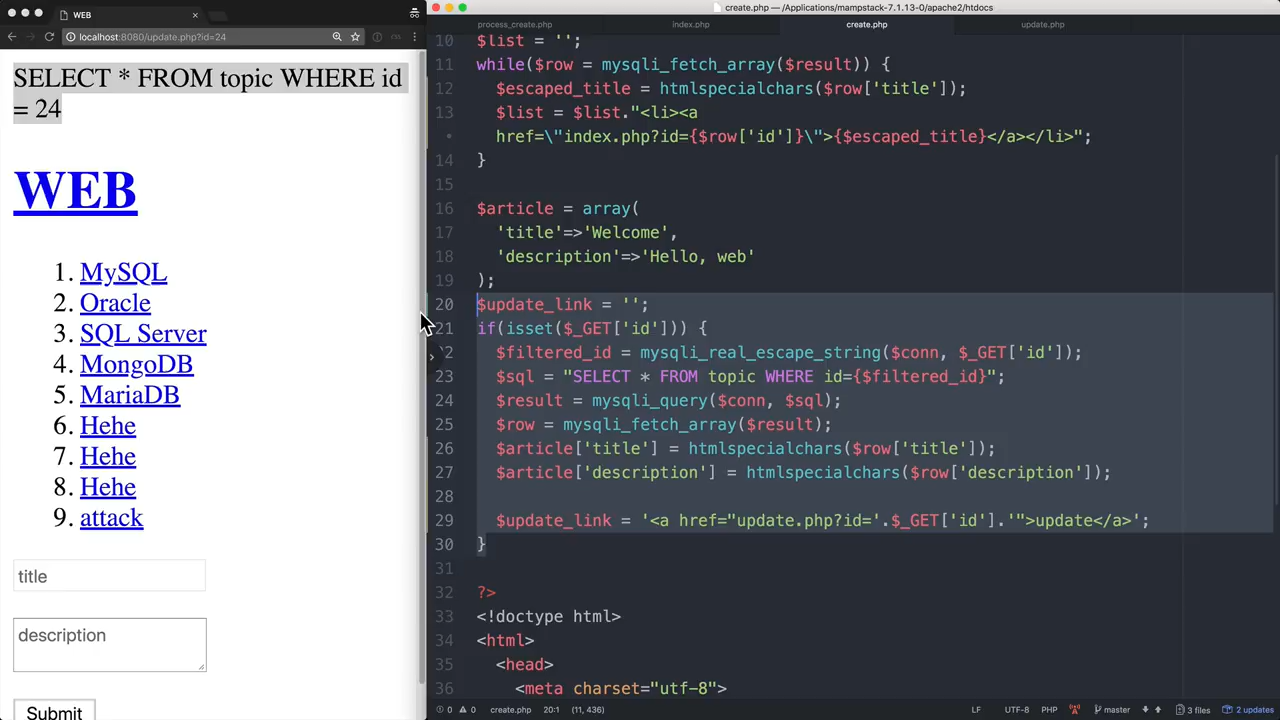 WEB
localhost:8080/update.php?id=24
SELECT * FROM topic WHERE id
= 24
WEB
1. MySQL
2. Oracle
3. SQL Server
4. MongoDB
5. MariaDB
6. Hehe
7. Hehe
8. Hehe
9. attack
title
description
Submit
create.php — /Applications/mampstack-7.1.13-0/apache2/htdocs
process_create.php index.php create.php update.php
10 $list = '';
11 while($row = mysqli_fetch_array($result)) {
12 $escaped_title = htmlspecialchars($row['title']);
13 $list = $list."<li><a
• href=\"index.php?id={$row['id']}\">{$escaped_title}</a></li>";
14 }
15
16 $article = array(
17 'title'=>'Welcome',
18 'description'=>'Hello, web'
19 );
20 $update_link = '';
21 if(isset($_GET['id'])) {
22 $filtered_id = mysqli_real_escape_string($conn, $_GET['id']);
23 $sql = "SELECT * FROM topic WHERE id={$filtered_id}";
24 $result = mysqli_query($conn, $sql);
25 $row = mysqli_fetch_array($result);
26 $article['title'] = htmlspecialchars($row['title']);
27 $article['description'] = htmlspecialchars($row['description']);
28
29 $update_link = '<a href="update.php?id='.$_GET['id'].'">update</a>';
30 }
31
32 ?>
33 <!doctype html>
34 <html>
35 <head>
36 <meta charset="utf-8">
0 0 create.php 20:1 (11, 436) LF UTF-8 PHP master 3 files 2 updates